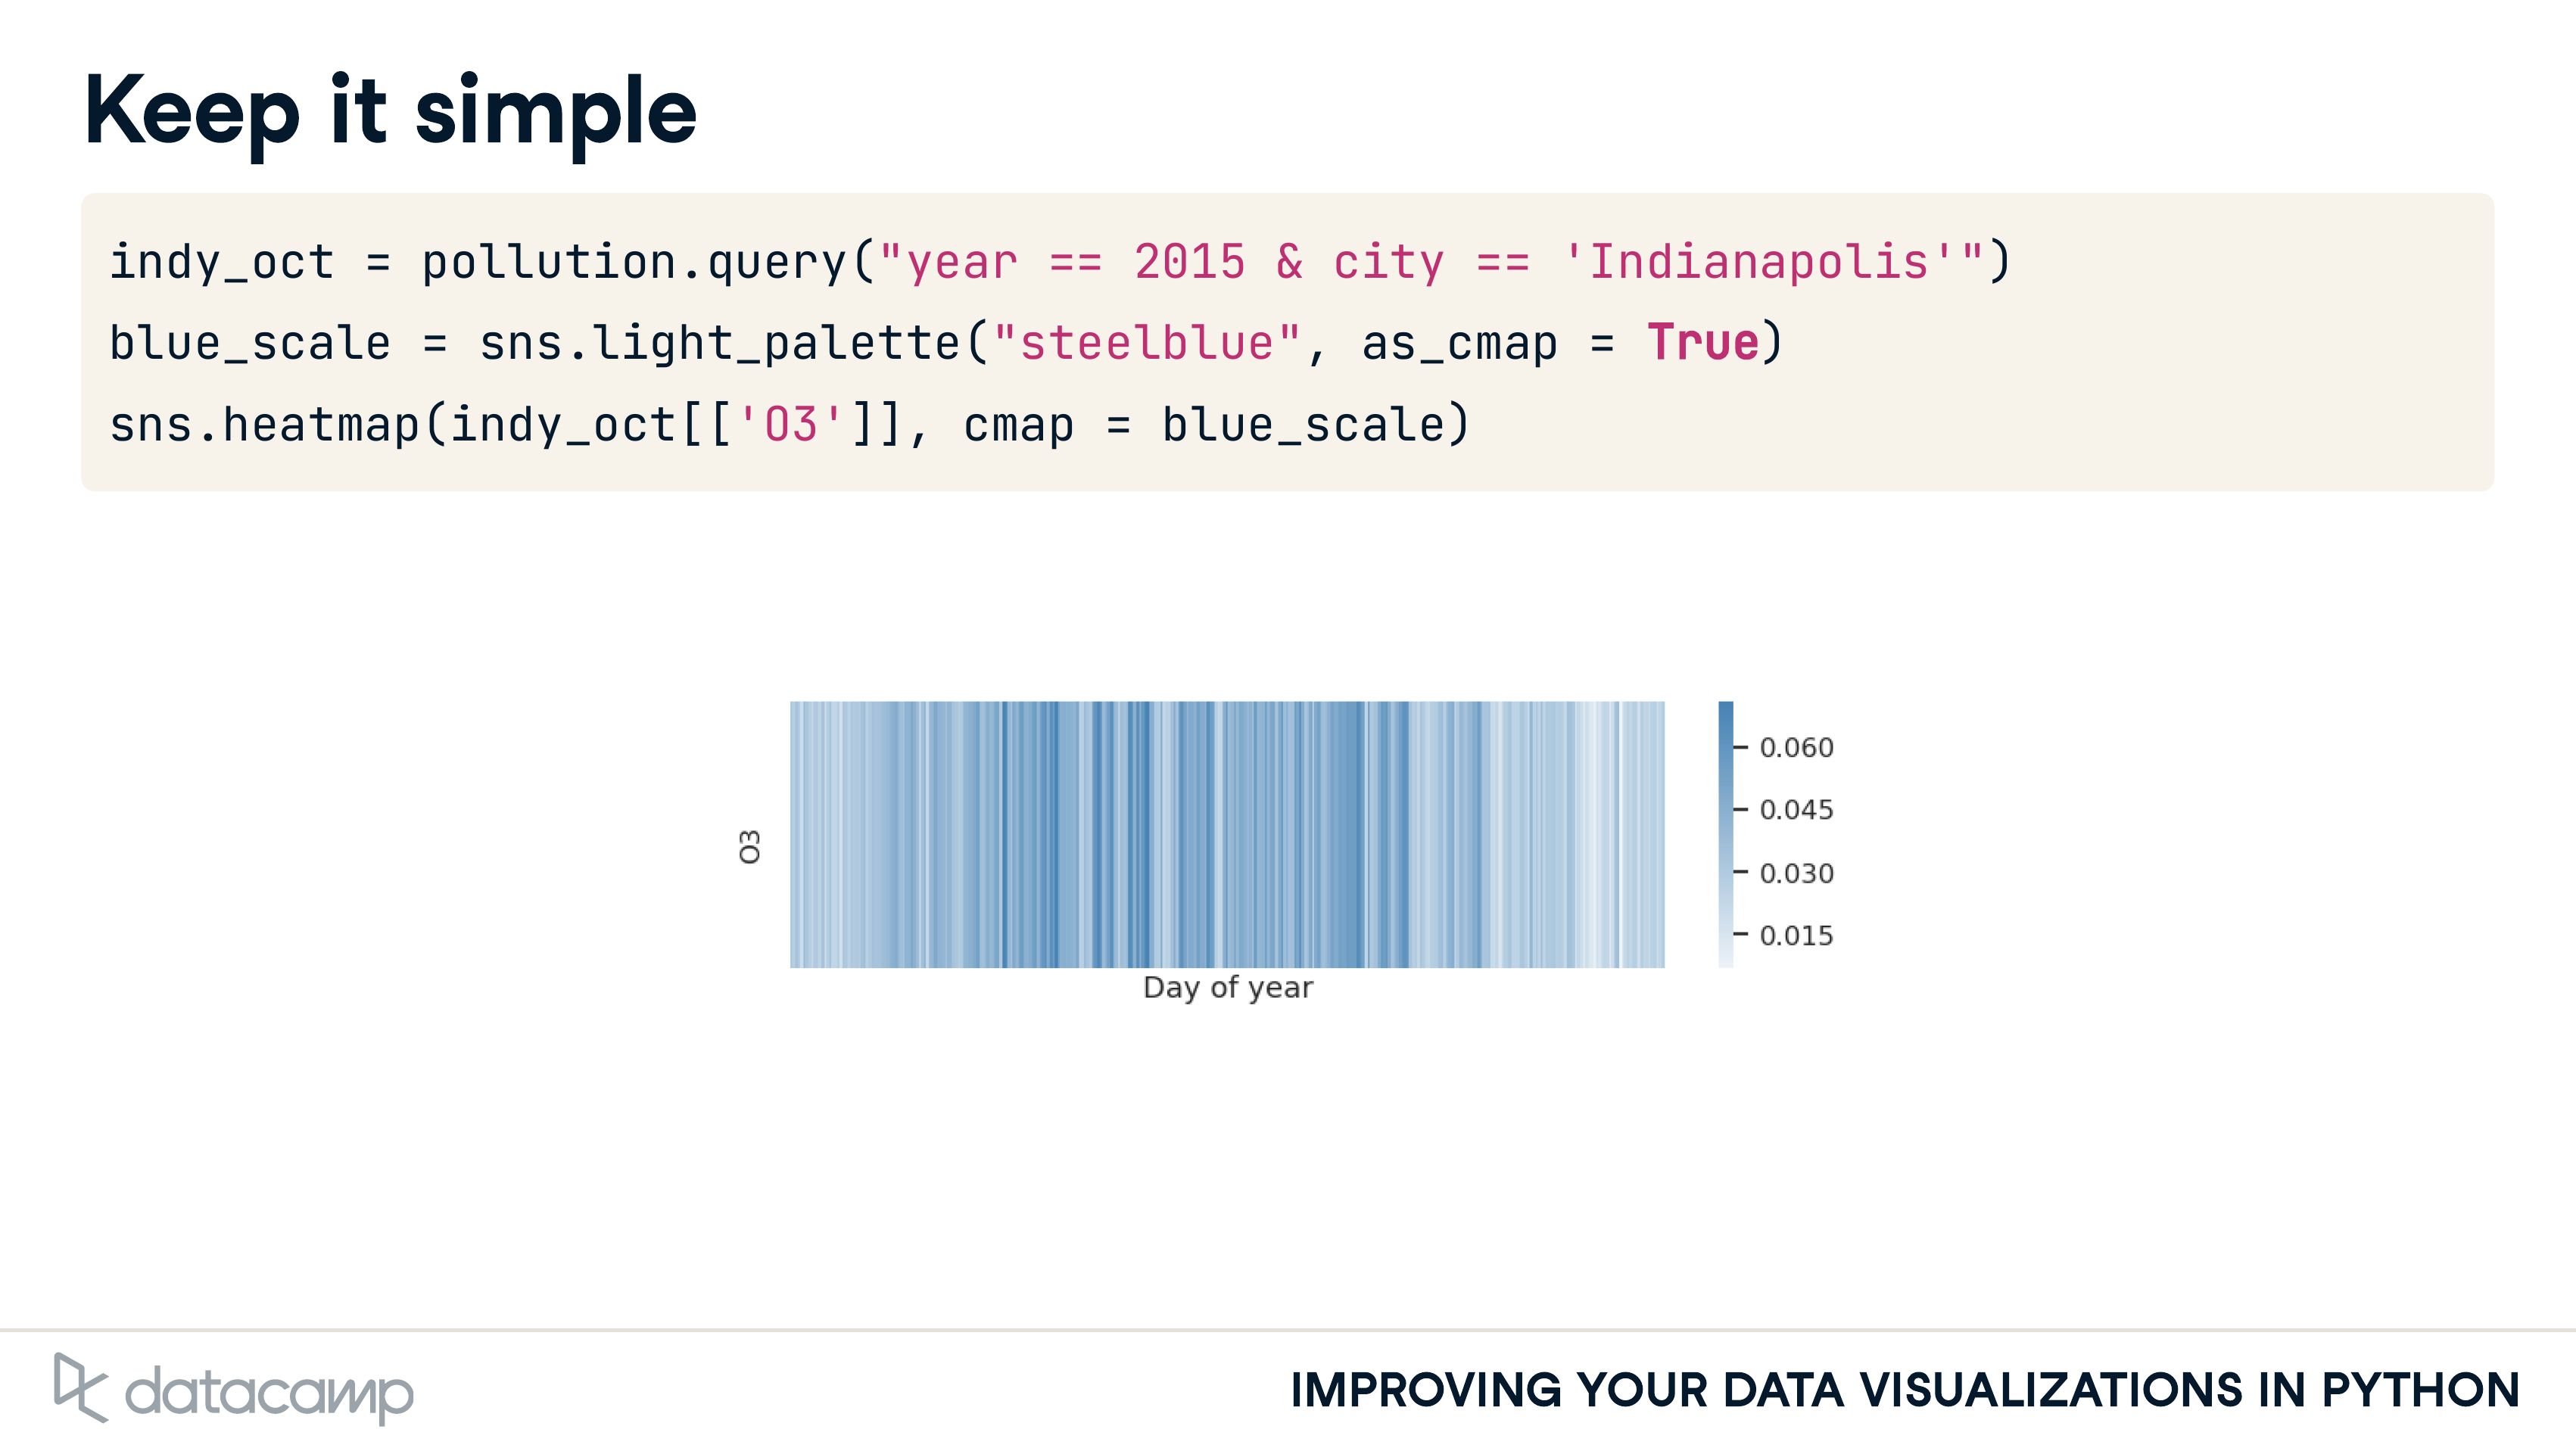 Keep it simple
indy_oct = pollution.query("year == 2015 & city == 'Indianapolis'")
blue_scale = sns.light_palette("steelblue", as_cmap = True)
sns.heatmap(indy_oct[['O3']], cmap = blue_scale)
O3
Day of year
0.060
0.045
0.030
0.015
datacamp
IMPROVING YOUR DATA VISUALIZATIONS IN PYTHON